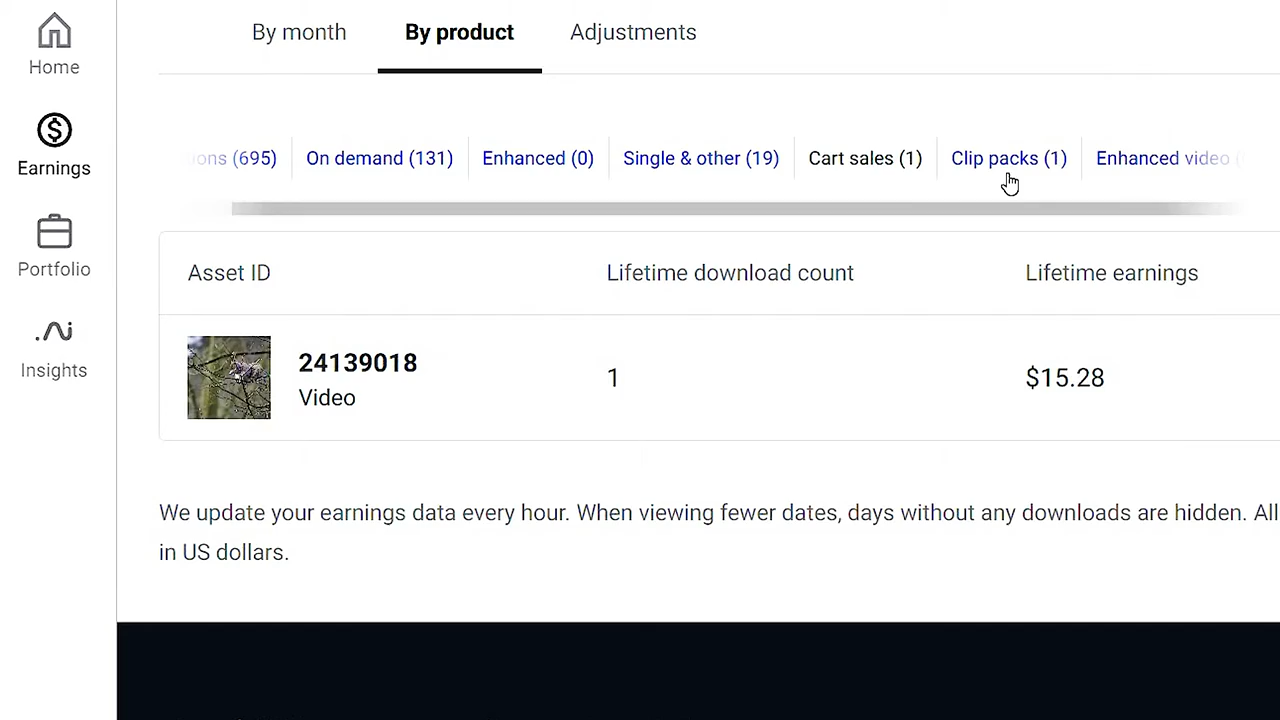 By month
By product
Adjustments
Home
Earnings
Portfolio
Insights
ons (695)
On demand (131)
Enhanced (0)
Single & other (19)
Cart sales (1)
Clip packs (1)
Enhanced video
Asset ID
Lifetime download count
Lifetime earnings
24139018
Video
1
$15.28
We update your earnings data every hour. When viewing fewer dates, days without any downloads are hidden. All
in US dollars.